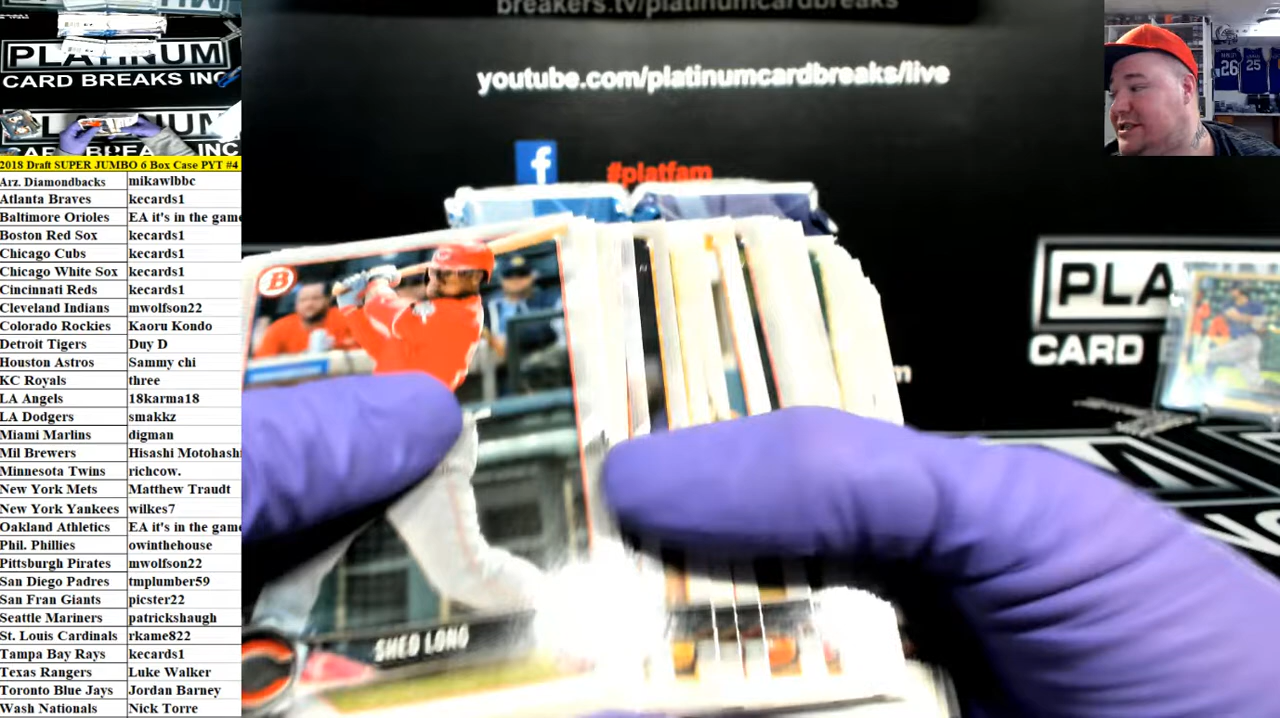 breakers.tv/platinumcardbreaks
youtube.com/platinumcardbreaks/live
#platfam
PLATINUM
CARD BREAKS INC
2018 Draft SUPER JUMBO 6 Box Case PYT #4
Arz. Diamondbacks mikawlbbc
Atlanta Braves kecards1
Baltimore Orioles EA it's in the game
Boston Red Sox kecards1
Chicago Cubs kecards1
Chicago White Sox kecards1
Cincinnati Reds kecards1
Cleveland Indians mwolfson22
Colorado Rockies Kaoru Kondo
Detroit Tigers Duy D
Houston Astros Sammy chi
KC Royals three
LA Angels 18karma18
LA Dodgers smakkz
Miami Marlins digman
Mil Brewers Hisashi Motohashi
Minnesota Twins richcow.
New York Mets Matthew Traudt
New York Yankees wilkes7
Oakland Athletics EA it's in the game
Phil. Phillies owinthehouse
Pittsburgh Pirates mwolfson22
San Diego Padres tmplumber59
San Fran Giants picster22
Seattle Mariners patrickshaugh
St. Louis Cardinals rkame822
Tampa Bay Rays kecards1
Texas Rangers Luke Walker
Toronto Blue Jays Jordan Barney
Wash Nationals Nick Torre
B
SHED LONG
PLA
CARD
26
25